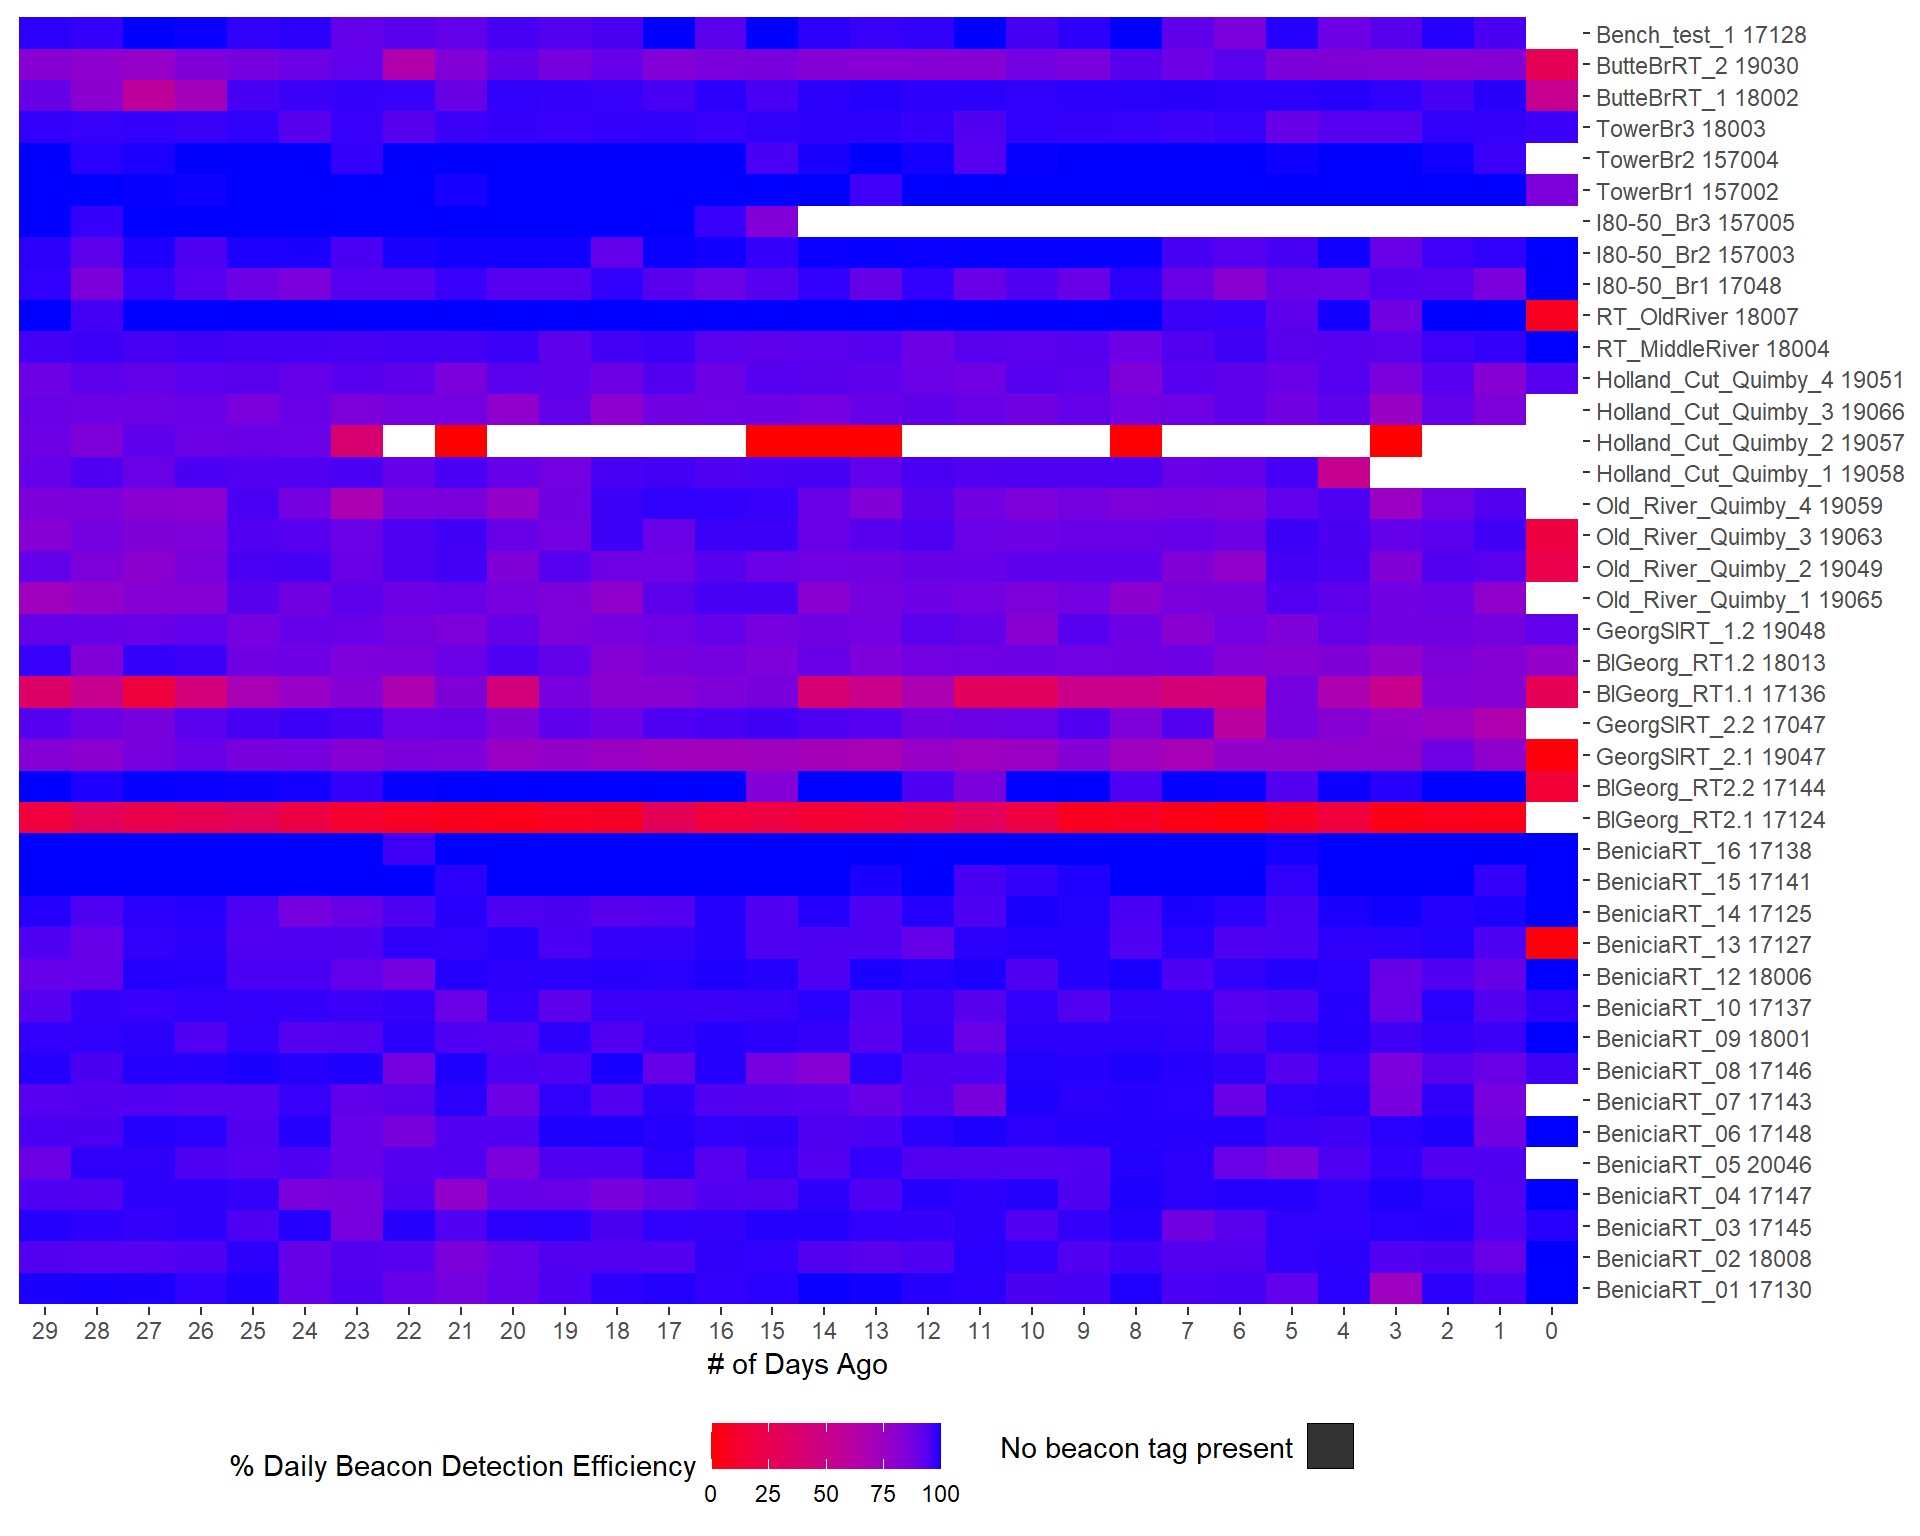 Bench_test_1 17128
ButteBrRT_2 19030
ButteBrRT_1 18002
TowerBr3 18003
TowerBr2 157004
TowerBr1 157002
I80-50_Br3 157005
I80-50_Br2 157003
I80-50_Br1 17048
RT_OldRiver 18007
RT_MiddleRiver 18004
Holland_Cut_Quimby_4 19051
Holland_Cut_Quimby_3 19066
Holland_Cut_Quimby_2 19057
Holland_Cut_Quimby_1 19058
Old_River_Quimby_4 19059
Old_River_Quimby_3 19063
Old_River_Quimby_2 19049
Old_River_Quimby_1 19065
GeorgSlRT_1.2 19048
BlGeorg_RT1.2 18013
BlGeorg_RT1.1 17136
GeorgSlRT_2.2 17047
GeorgSlRT_2.1 19047
BlGeorg_RT2.2 17144
BlGeorg_RT2.1 17124
BeniciaRT_16 17138
BeniciaRT_15 17141
BeniciaRT_14 17125
BeniciaRT_13 17127
BeniciaRT_12 18006
BeniciaRT_10 17137
BeniciaRT_09 18001
BeniciaRT_08 17146
BeniciaRT_07 17143
BeniciaRT_06 17148
BeniciaRT_05 20046
BeniciaRT_04 17147
BeniciaRT_03 17145
BeniciaRT_02 18008
BeniciaRT_01 17130
29 28 27 26 25 24 23 22 21 20 19 18 17 16 15 14 13 12 11 10 9 8 7 6 5 4 3 2 1 0
# of Days Ago
% Daily Beacon Detection Efficiency
0 25 50 75 100
No beacon tag present